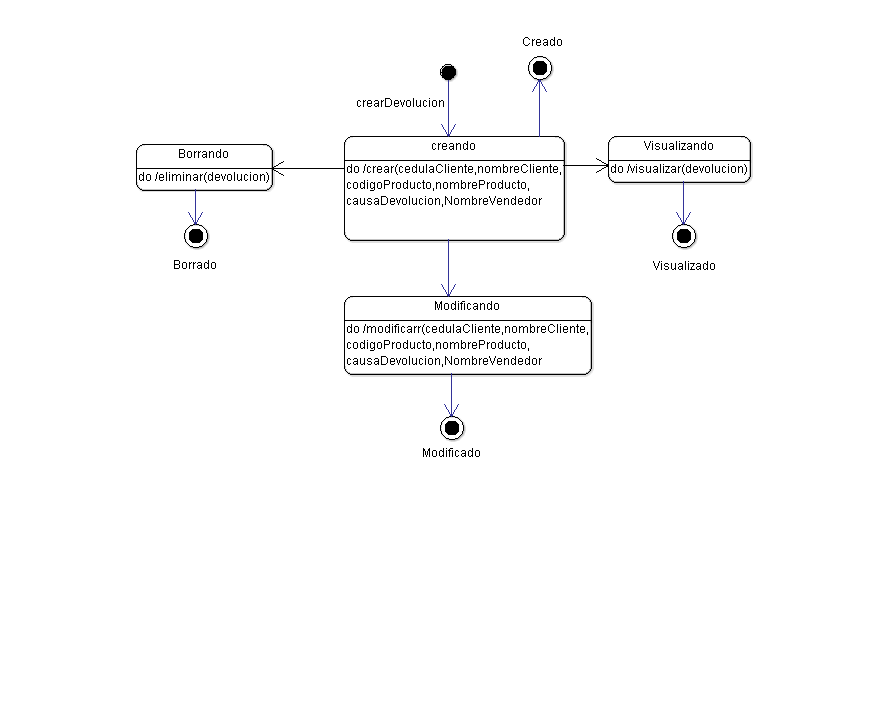 Creado
crearDevolucion
Borrando
do /eliminar(devolucion)
Borrado
creando
do /crear(cedulaCliente,nombreCliente,
codigoProducto,nombreProducto,
causaDevolucion,NombreVendedor
Visualizando
do /visualizar(devolucion)
Visualizado
Modificando
do /modificarr(cedulaCliente,nombreCliente,
codigoProducto,nombreProducto,
causaDevolucion,NombreVendedor
Modificado